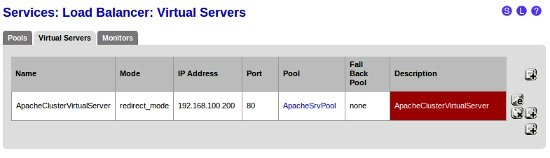 Services: Load Balancer: Virtual Servers
S L ?
Pools Virtual Servers Monitors
Name Mode IP Address Port Pool Fall Back Pool Description
ApacheClusterVirtualServer redirect_mode 192.168.100.200 80 ApacheSrvPool none ApacheClusterVirtualServer